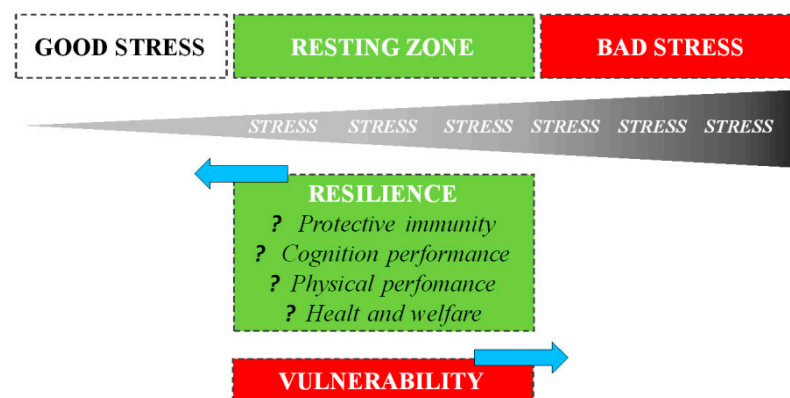 GOOD STRESS
RESTING ZONE
BAD STRESS
STRESS STRESS STRESS STRESS STRESS STRESS
RESILIENCE
? Protective immunity
? Cognition performance
? Physical perfomance
? Healt and welfare
VULNERABILITY